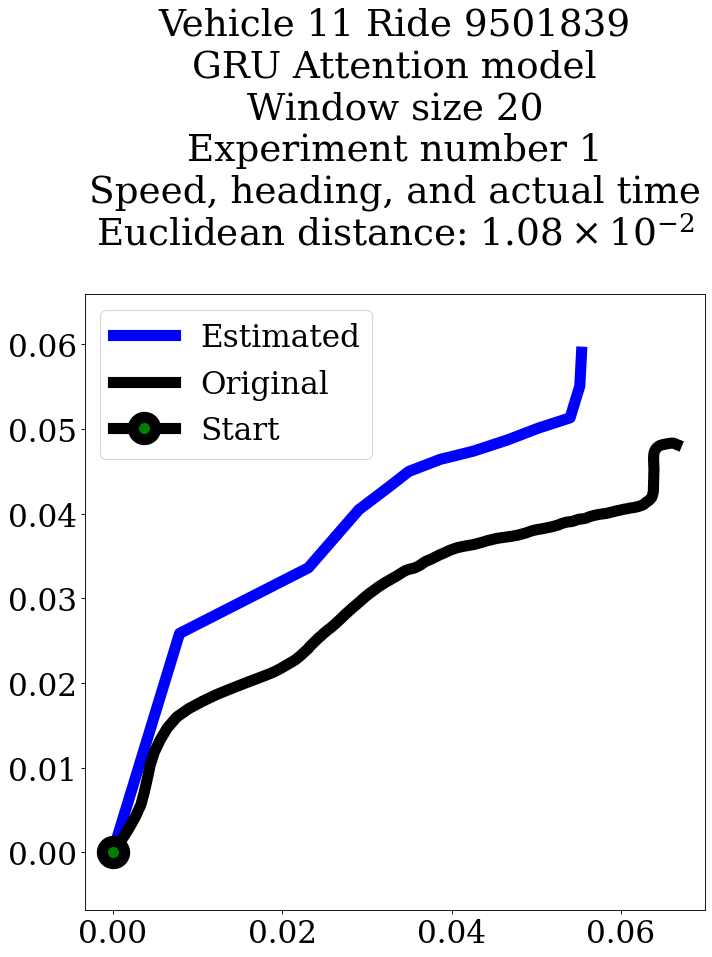 Vehicle 11 Ride 9501839
GRU Attention model
Window size 20
Experiment number 1
Speed, heading, and actual time
Euclidean distance: 1.08 × 10⁻²
Estimated
Original
Start
0.06
0.05
0.04
0.03
0.02
0.01
0.00
0.00 0.02 0.04 0.06